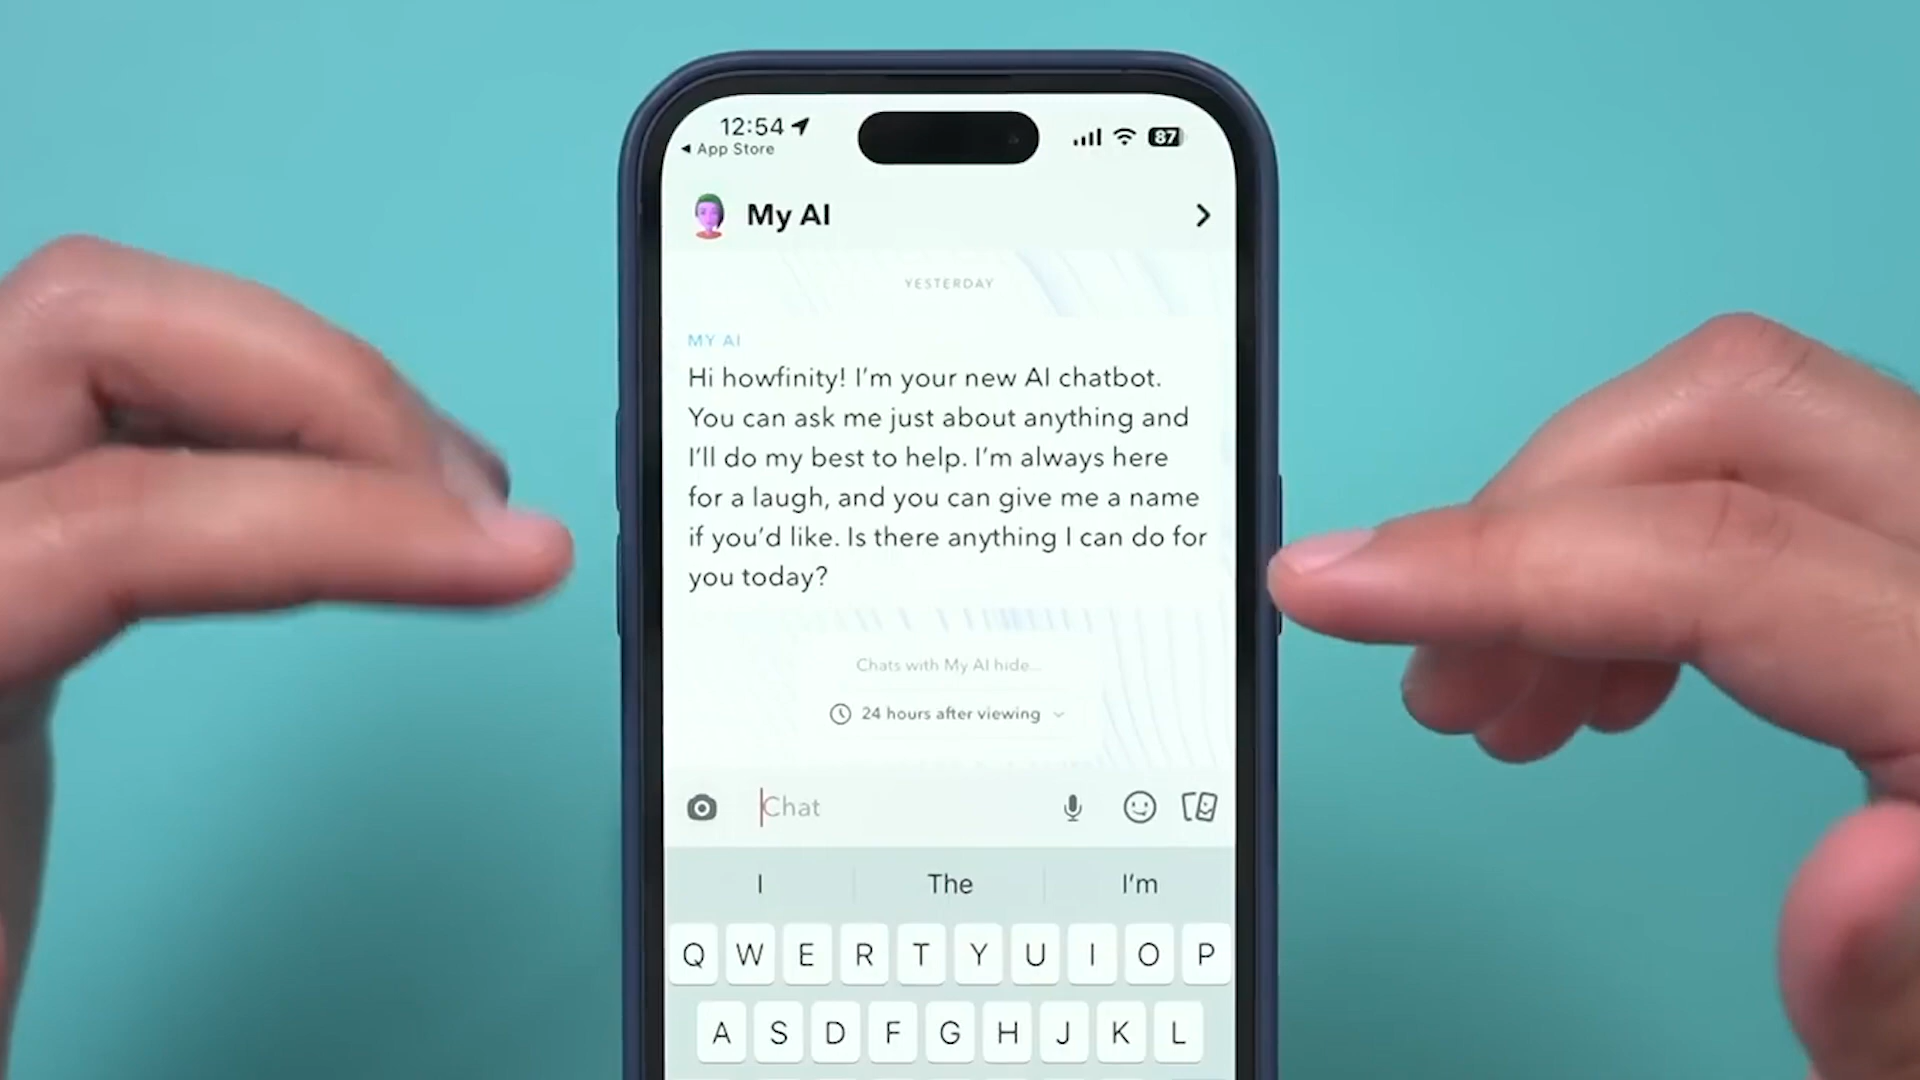 12:54
87
◀ App Store
My AI
YESTERDAY
MY AI
Hi howfinity! I'm your new AI chatbot.
You can ask me just about anything and
I'll do my best to help. I'm always here
for a laugh, and you can give me a name
if you'd like. Is there anything I can do for
you today?
Chats with My AI hide...
24 hours after viewing
Chat
I The I'm
Q W E R T Y U I O P
A S D F G H J K L